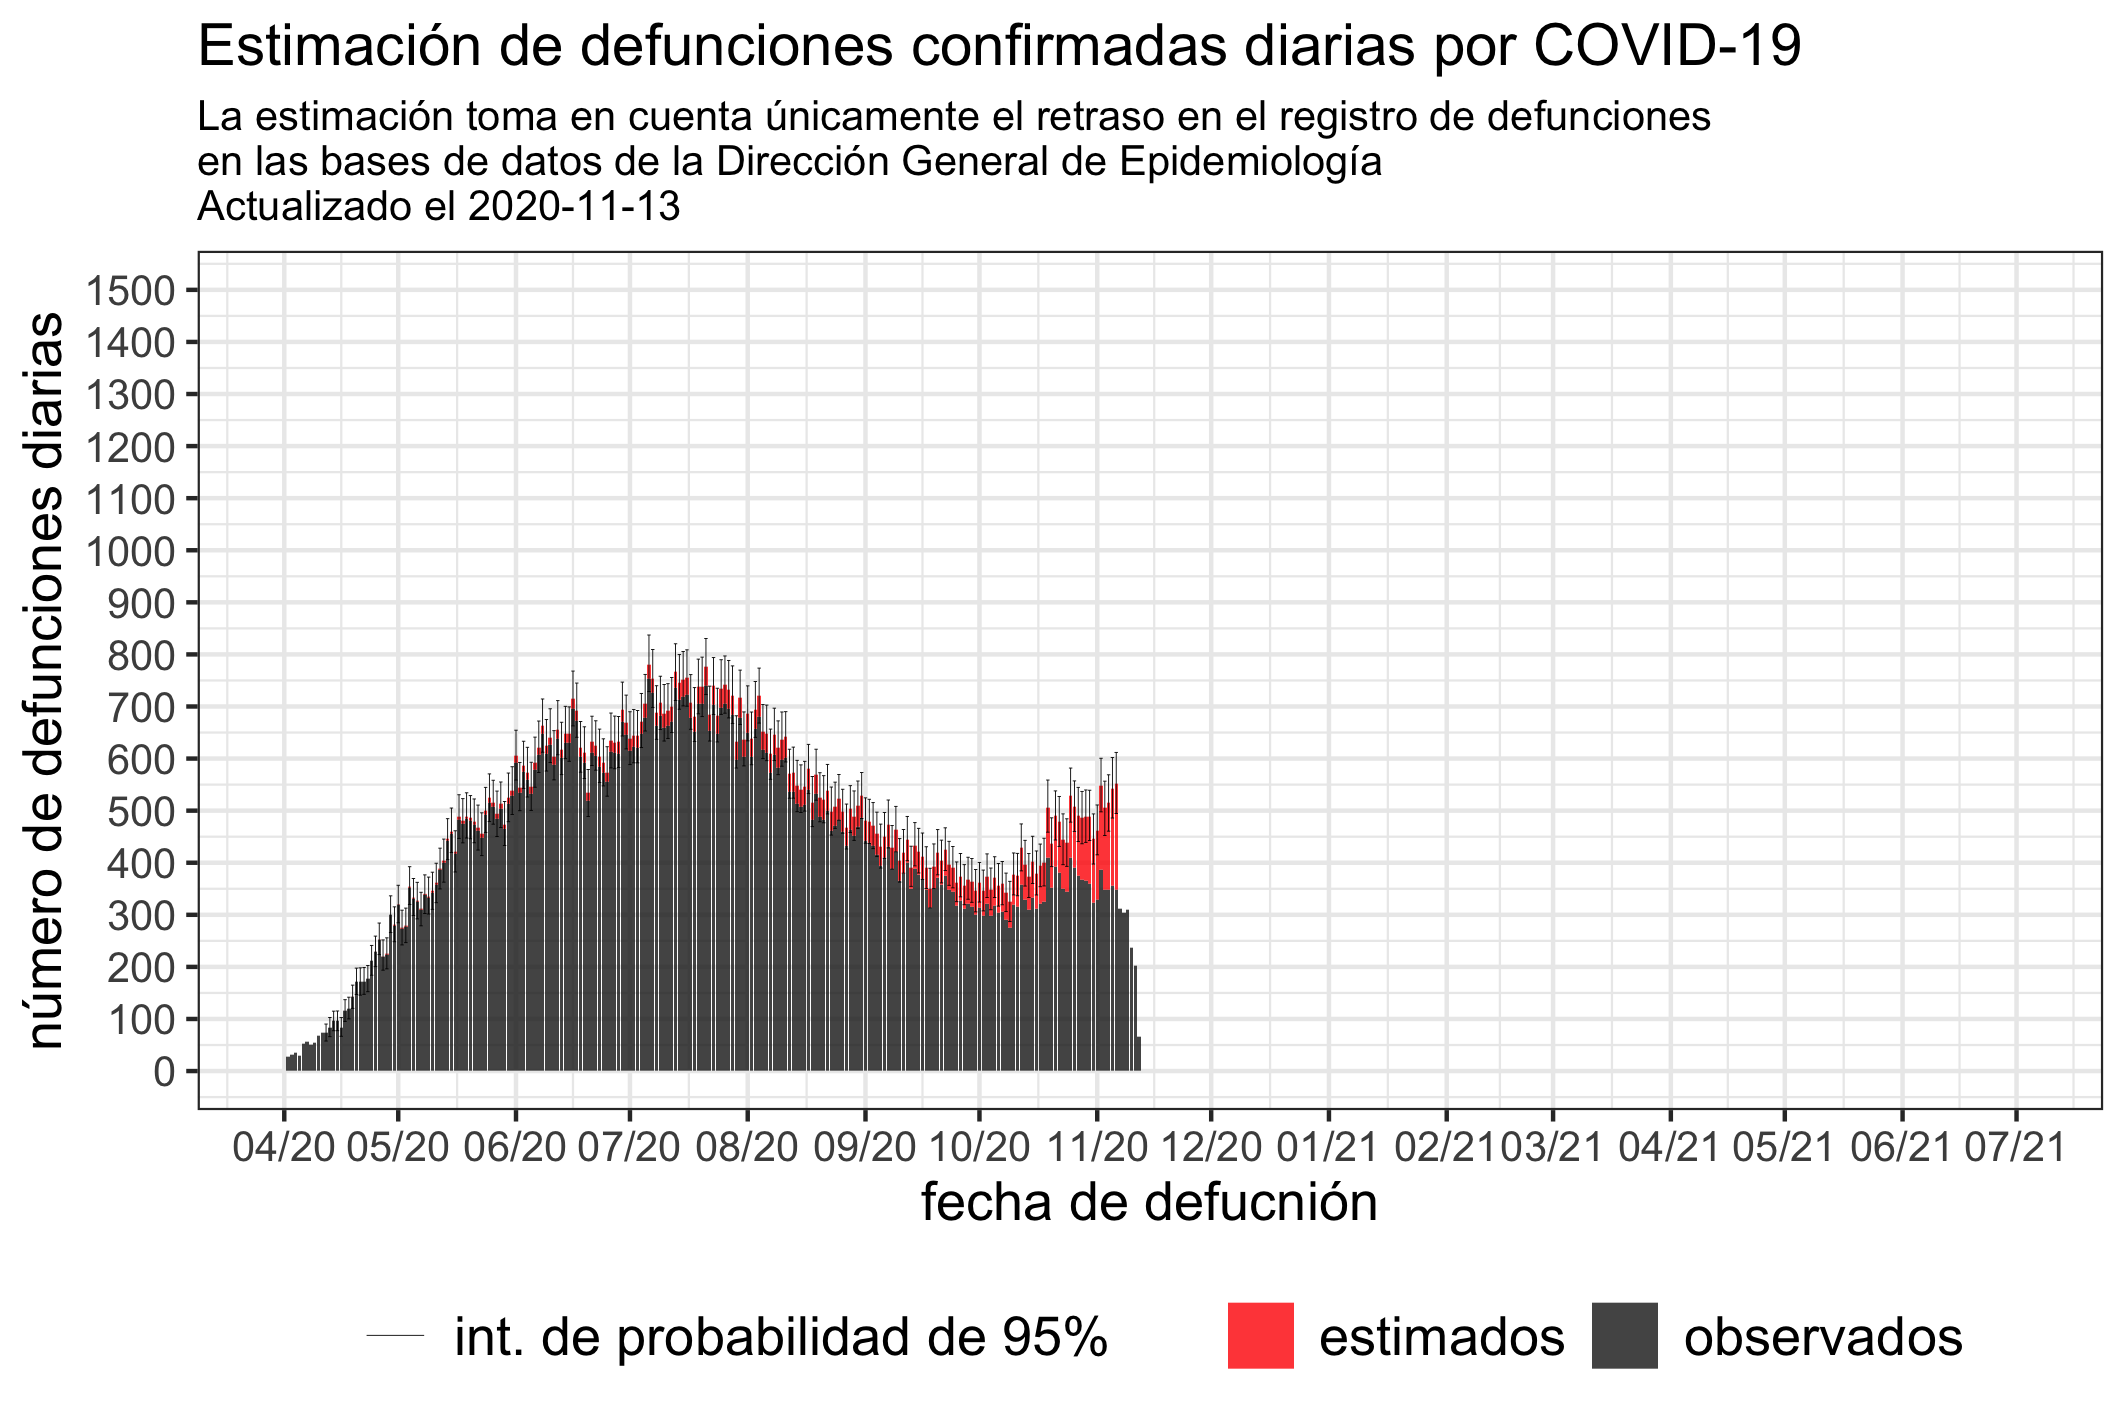 Estimación de defunciones confirmadas diarias por COVID-19
La estimación toma en cuenta únicamente el retraso en el registro de defunciones
en las bases de datos de la Dirección General de Epidemiología
Actualizado el 2020-11-13
número de defunciones diarias
1500
1400
1300
1200
1100
1000
900
800
700
600
500
400
300
200
100
0
04/20 05/20 06/20 07/20 08/20 09/20 10/20 11/20 12/20 01/21 02/21 03/21 04/21 05/21 06/21 07/21
fecha de defucnión
int. de probabilidad de 95% estimados observados